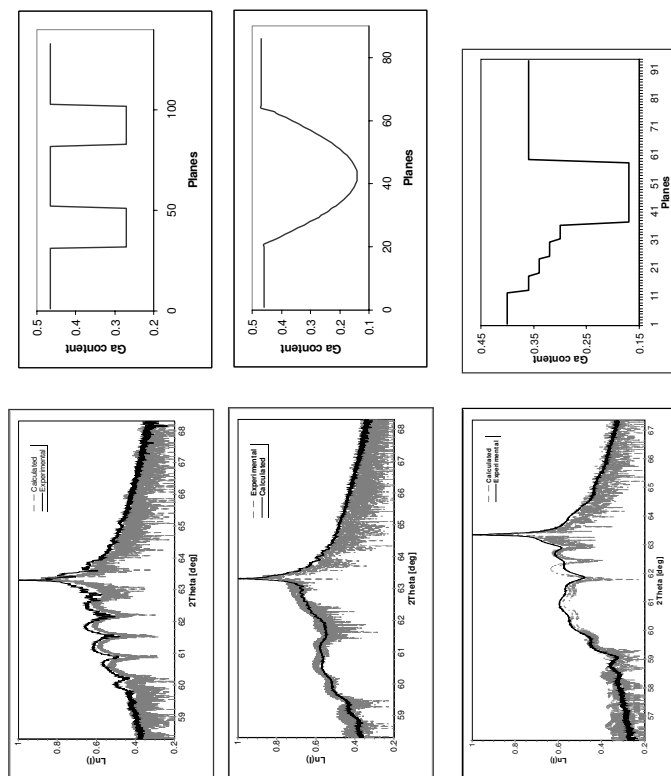 1
0.8
0.6
0.4
0.2
Ln(I)
59 60 61 62 63 64 65 66 67 68
2Theta [deg]
Calculated
Experimental
0.5
0.4
0.3
0.2
Ga content
0 50 100
Planes
1
0.8
0.6
0.4
0.2
Ln(I)
59 60 61 62 63 64 65 66 67 68
2Theta [deg]
Experimental
Calculated
0.5
0.4
0.3
0.2
0.1
Ga content
0 20 40 60 80
Planes
1
0.8
0.6
0.4
0.2
Ln(I)
57 58 59 60 61 62 63 64 65 66 67
2Theta [deg]
Calculated
Experimental
0.45
0.35
0.25
0.15
Ga content
1 11 21 31 41 51 61 71 81 91
Planes